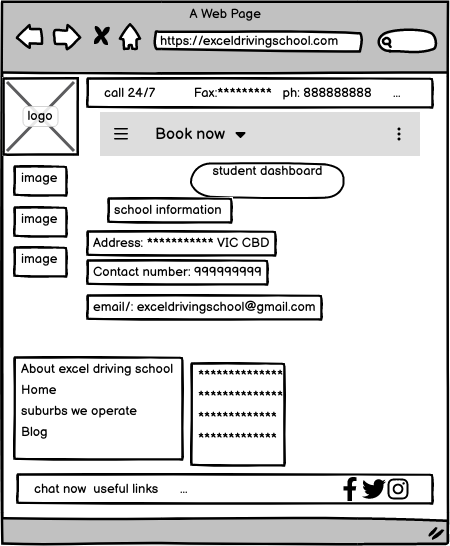 A Web Page
https://exceldrivingschool.com
logo
call 24/7 Fax:********* ph: 888888888 ...
Book now
student dashboard
image
school information
image
Address: *********** VIC CBD
image
Contact number: 999999999
email/: exceldrivingschool@gmail.com
About excel driving school
Home
suburbs we operate
Blog
**************
**************
*************
*************
chat now useful links ...